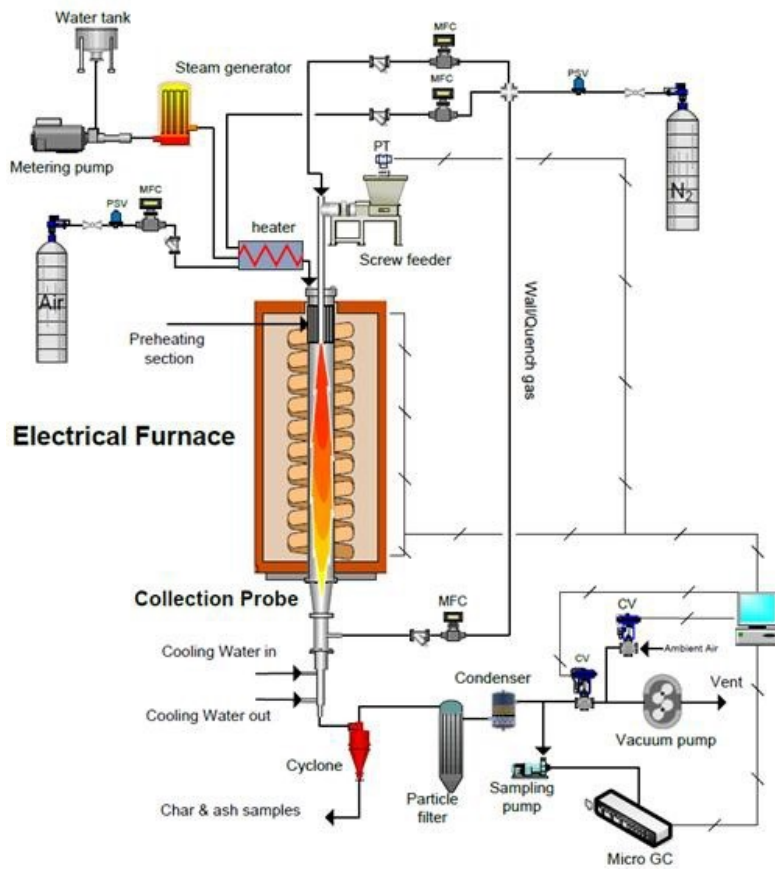 Water tank
Steam generator
Metering pump
MFC
MFC
PSV
N2
PT
Screw feeder
PSV
MFC
heater
Air
Preheating
section
Wall/Quench gas
Electrical Furnace
Collection Probe
MFC
Cooling Water in
Cooling Water out
CV
Ambient Air
CV
Condenser
Vent
Vacuum pump
Cyclone
Particle
filter
Sampling
pump
Char & ash samples
Micro GC